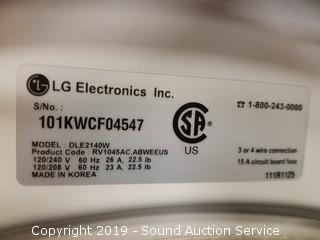 LG Electronics Inc.
S/No. :
☎ 1-800-243-0000
101KWCF04547
SA
US
MODEL : DLE2140W
Product Code : RV1045AC.ABWEEUS
120/240 V 60 Hz 26 A, 22.5 lb
120/208 V 60 Hz 23 A, 22.5 lb
MADE IN KOREA
3 or 4 wire connection
15 A circuit board fuse
111R1125
Copyright 2019 - Sound Auction Service